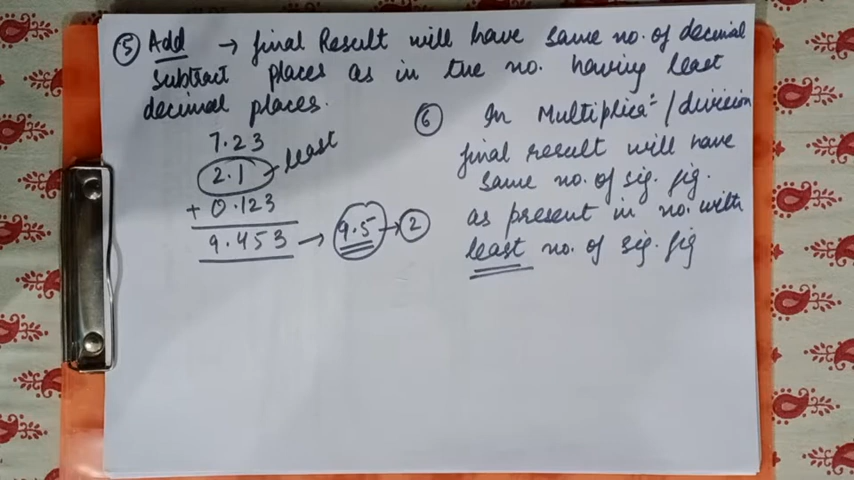 ⑤ Add → final Result will have same no. of decimal
subtract places as in the no. having least
decimal places.
7.23
2.1 least
+ 0.123
9.453 → 9.5 → ②
⑥ In Multiplicaⁿ / division
final result will have
same no. of sig. fig.
as present in no. with
least no. of sig. fig